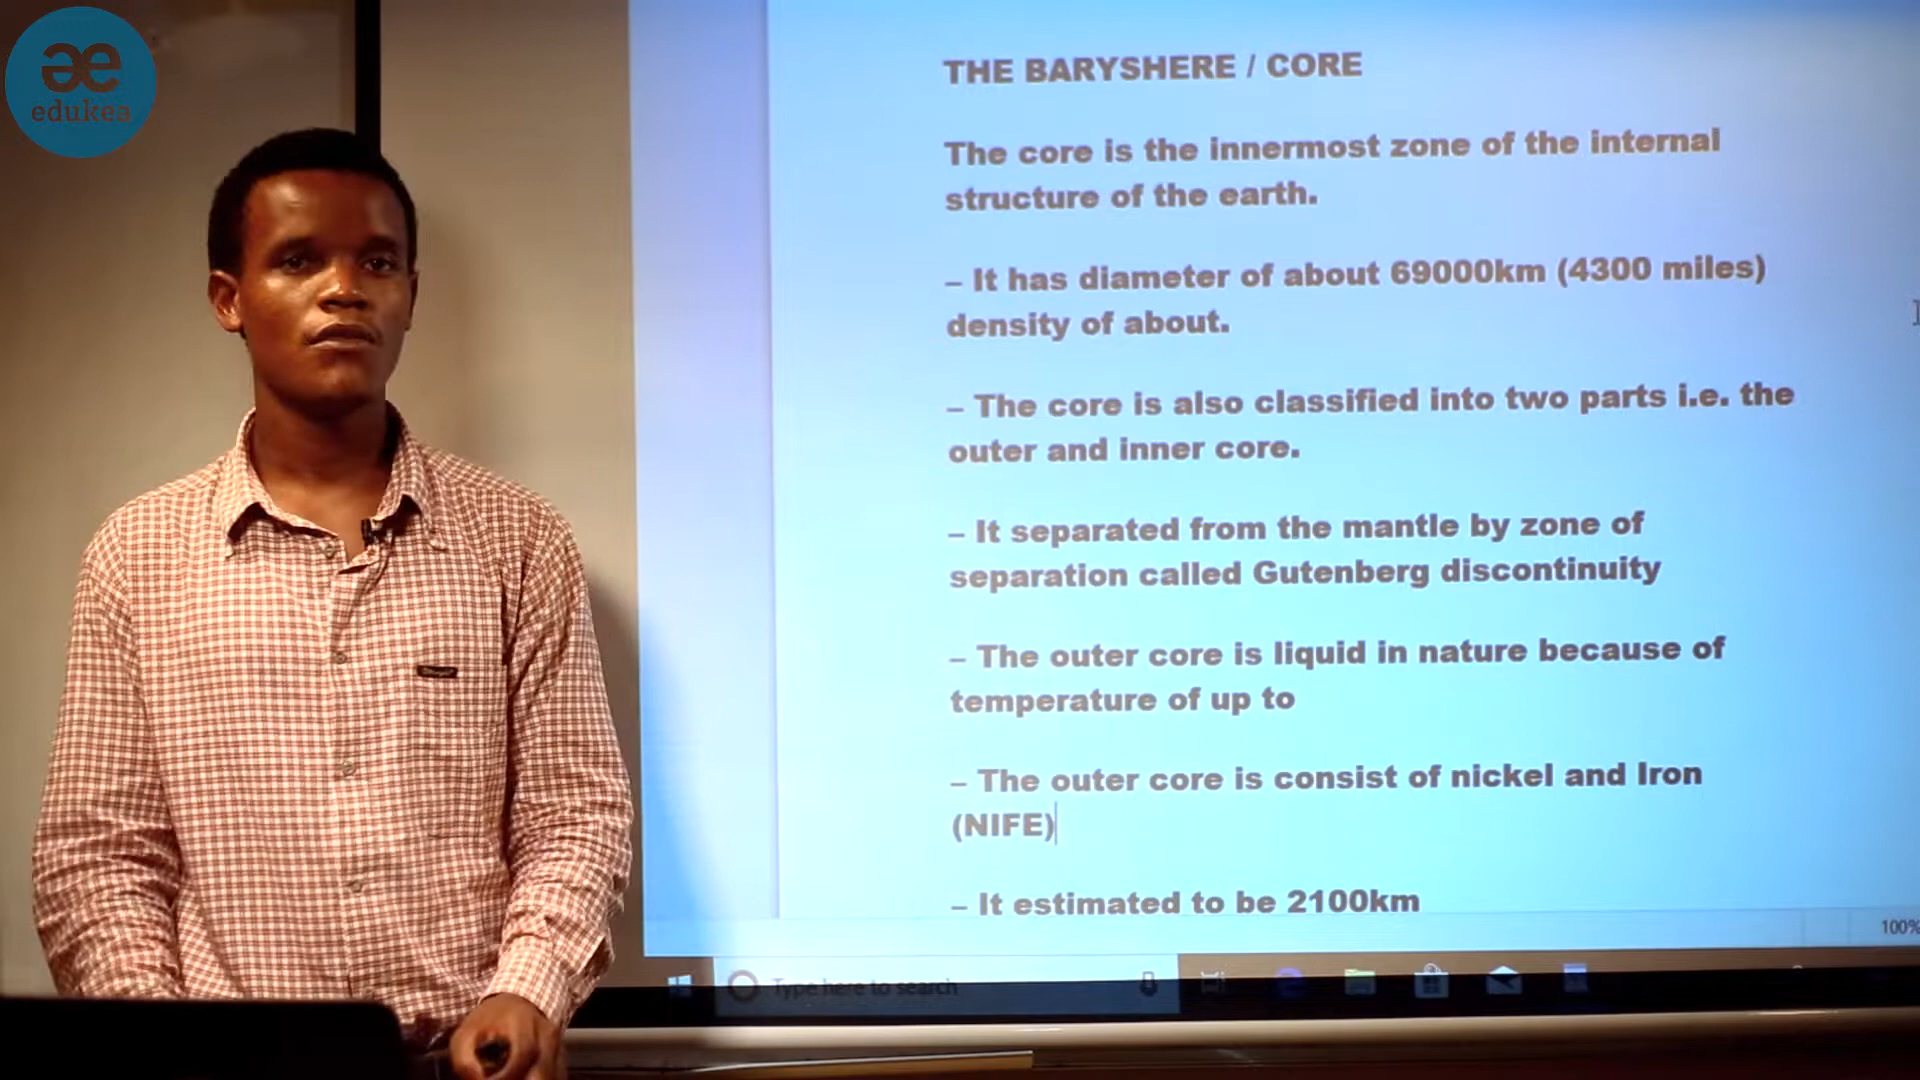 æ
edukea
THE BARYSHERE / CORE
The core is the innermost zone of the internal
structure of the earth.
– It has diameter of about 69000km (4300 miles)
density of about.
– The core is also classified into two parts i.e. the
outer and inner core.
– It separated from the mantle by zone of
separation called Gutenberg discontinuity
– The outer core is liquid in nature because of
temperature of up to
– The outer core is consist of nickel and Iron
(NIFE)
– It estimated to be 2100km
100%
Type here to search